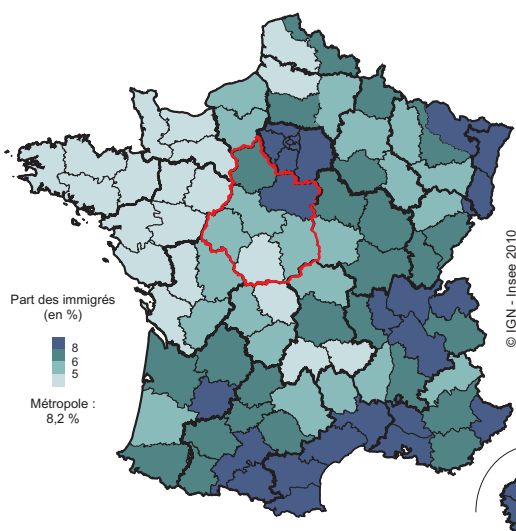 Part des immigrés
(en %)
8
6
5
Métropole :
8,2 %
© IGN - Insee 2010